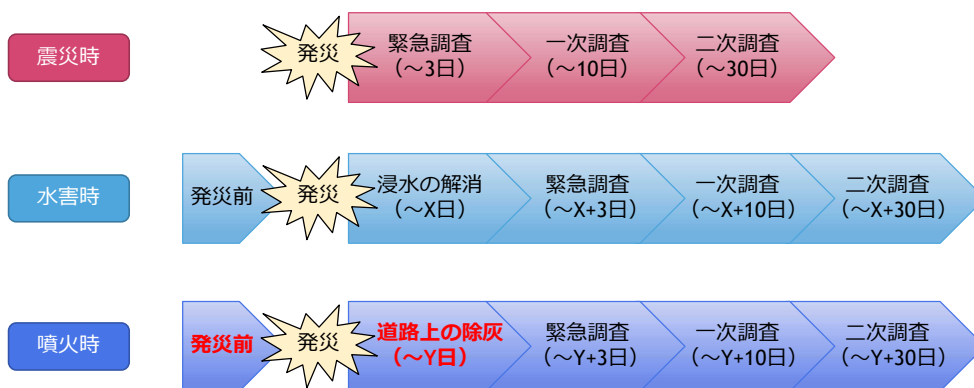 震災時
発災
緊急調査
（～3日）
一次調査
（～10日）
二次調査
（～30日）
水害時
発災前
発災
浸水の解消
（～X日）
緊急調査
（～X+3日）
一次調査
（～X+10日）
二次調査
（～X+30日）
噴火時
発災前
発災
道路上の除灰
（～Y日）
緊急調査
（～Y+3日）
一次調査
（～Y+10日）
二次調査
（～Y+30日）